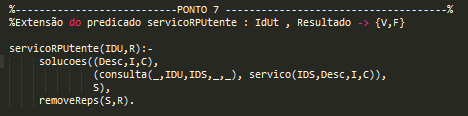 %---------------------------PONTO 7 ------------------------------------%
%Extensão do predicado servicoRPUtente : IdUt , Resultado -> {V,F}
servicoRPUtente(IDU,R):-
solucoes((Desc,I,C),
(consulta(_,IDU,IDS,_,_), servico(IDS,Desc,I,C)),
S),
removeReps(S,R).